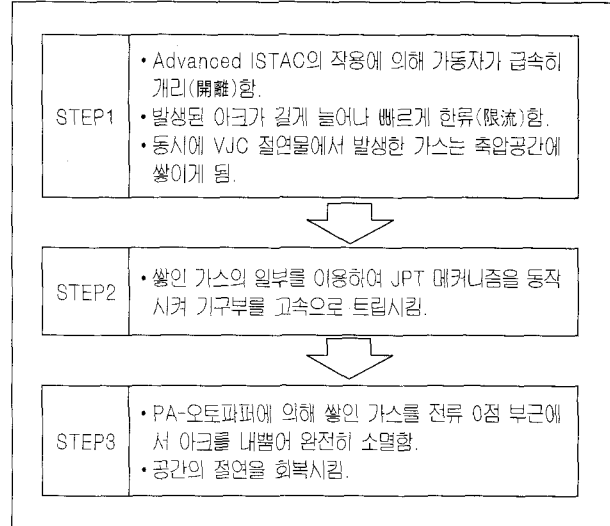 STEP1
• Advanced ISTAC의 작용에 의해 가동자가 급속히
개리(開離)함.
• 발생된 아크가 길게 늘어나 빠르게 한류(限流)함.
• 동시에 VJC 절연물에서 발생한 가스는 축압공간에
쌓이게 됨.
STEP2
• 쌓인 가스의 일부를 이용하여 JPT 메커니즘을 동작
시켜 기구부를 고속으로 트립시킴.
STEP3
• PA-오토파퍼에 의해 쌓인 가스를 전류 0점 부근에
서 아크를 내뿜어 완전히 소멸함.
• 공간의 절연을 회복시킴.